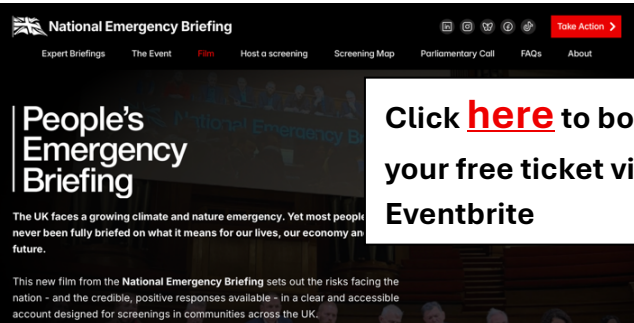 National Emergency Briefing
Take Action
Expert Briefings The Event Film Host a screening Screening Map Parliamentary Call FAQs About
People's
Emergency
Briefing
Click here to bo
your free ticket vi
Eventbrite
The UK faces a growing climate and nature emergency. Yet most people
never been fully briefed on what it means for our lives, our economy an
future.
This new film from the National Emergency Briefing sets out the risks facing the
nation - and the credible, positive responses available - in a clear and accessible
account designed for screenings in communities across the UK.